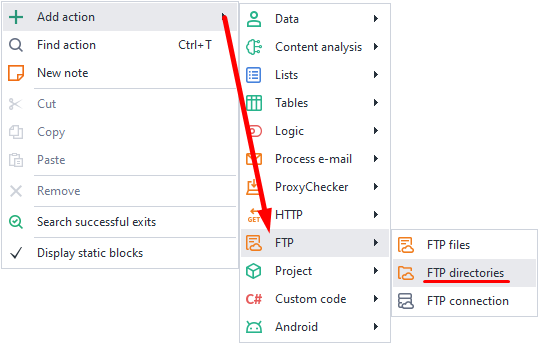 Add action
Find action Ctrl+T
New note
Cut
Copy
Paste
Remove
Search successful exits
Display static blocks
Data
Content analysis
Lists
Tables
Logic
Process e-mail
ProxyChecker
GET HTTP
FTP
Project
C# Custom code
Android
FTP files
FTP directories
FTP connection